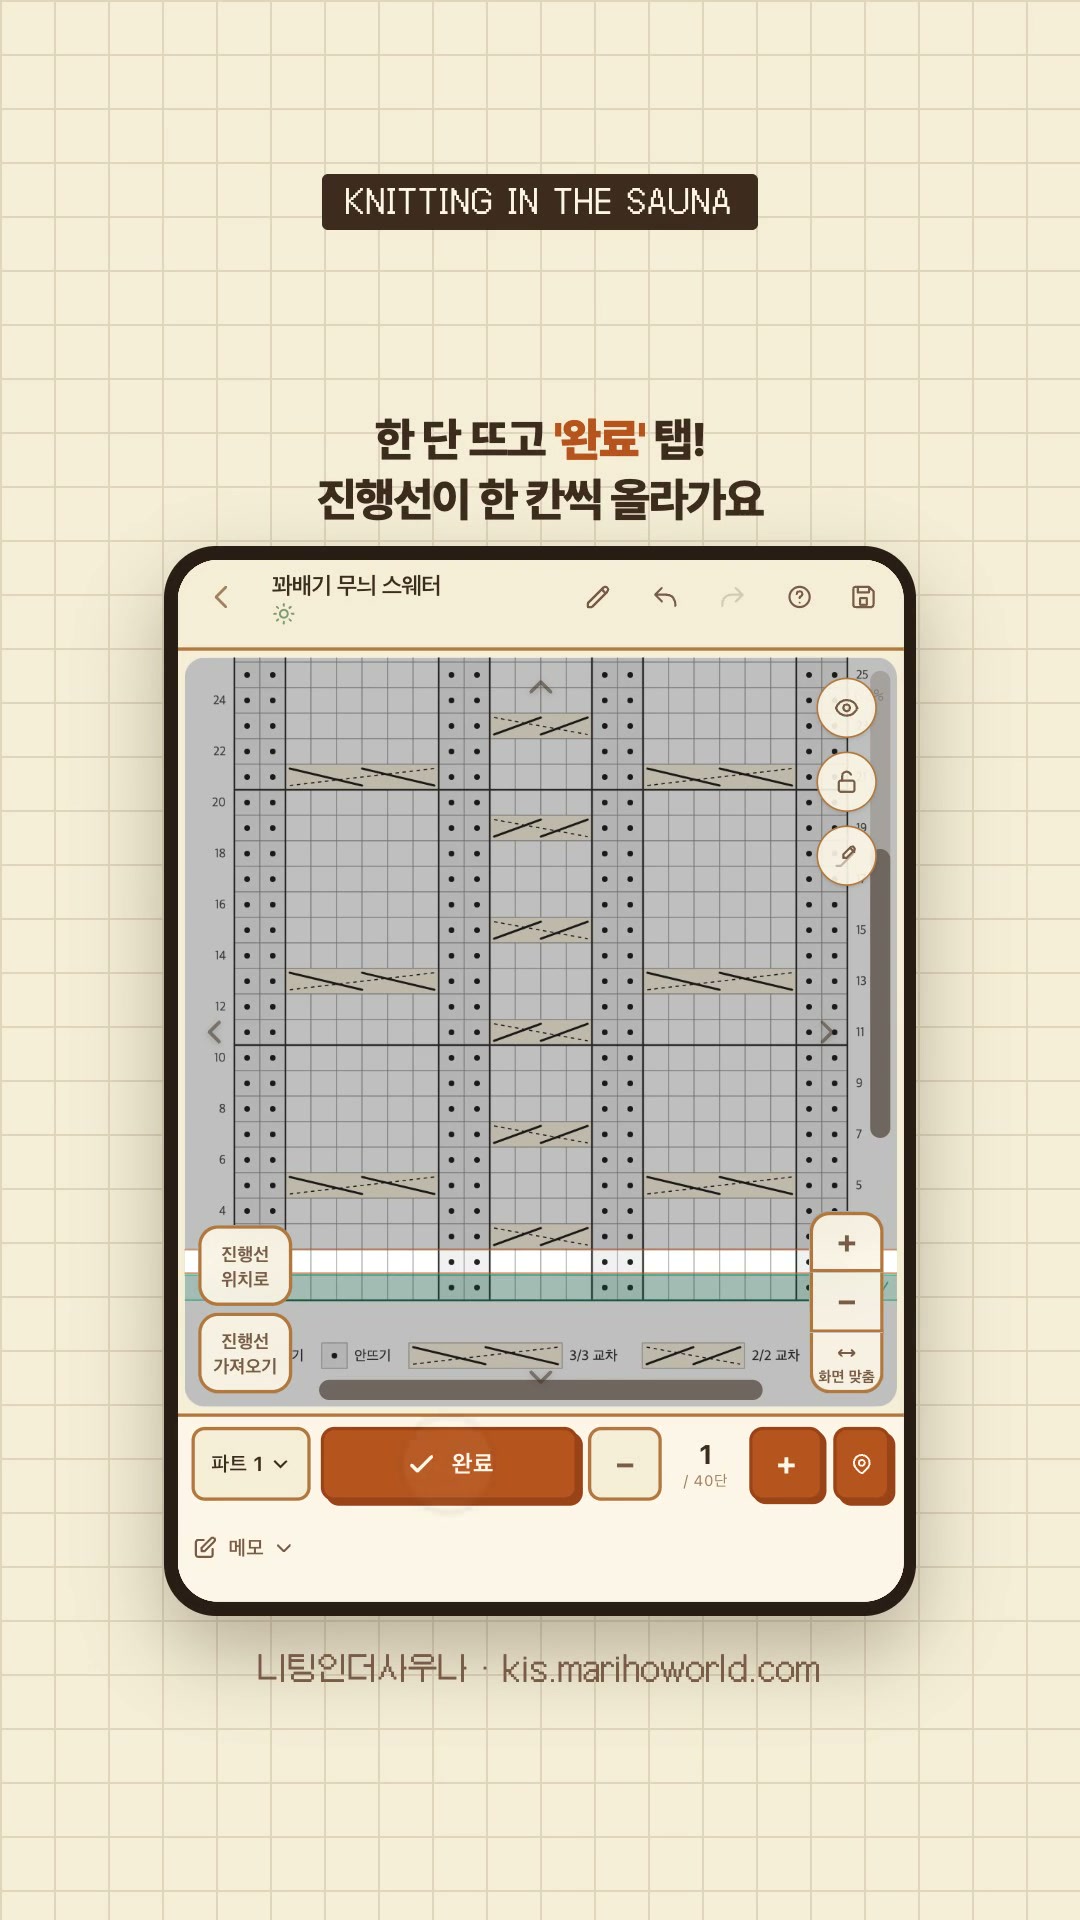 KNITTING IN THE SAUNA
한 단 뜨고 '완료' 탭!
진행선이 한 칸씩 올라가요
꽈배기 무늬 스웨터
25
24
22
20
19
18
16
15
14
13
12
11
10
9
8
7
6
5
4
진행선
위치로
진행선
가져오기
기
안뜨기
3/3 교차
2/2 교차
+
−
화면 맞춤
파트 1
완료
−
1
/ 40단
+
메모
니팅인더사우나 · kis.marihoworld.com